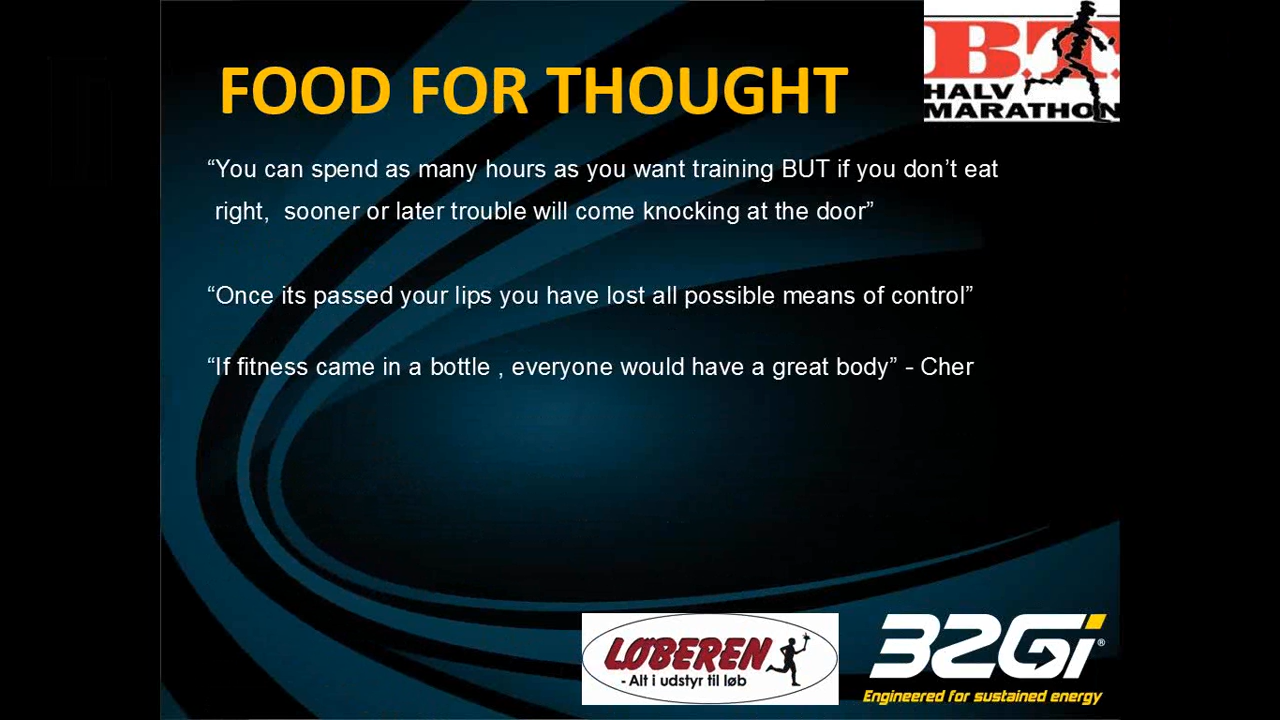 B.T.
HALV
MARATHON
FOOD FOR THOUGHT
“You can spend as many hours as you want training BUT if you don’t eat
right,  sooner or later trouble will come knocking at the door”
“Once its passed your lips you have lost all possible means of control”
“If fitness came in a bottle , everyone would have a great body” - Cher
LØBEREN
- Alt i udstyr til løb
32Gi®
Engineered for sustained energy